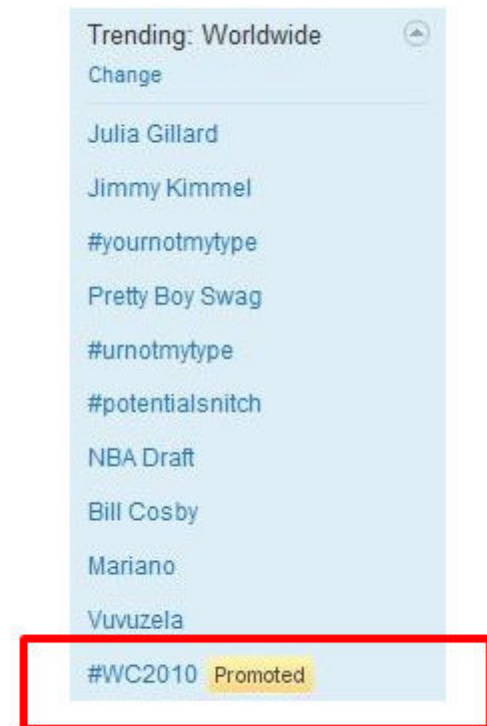 Trending: Worldwide
Change
Julia Gillard
Jimmy Kimmel
#yournotmytype
Pretty Boy Swag
#urnotmytype
#potentialsnitch
NBA Draft
Bill Cosby
Mariano
Vuvuzela
#WC2010 Promoted